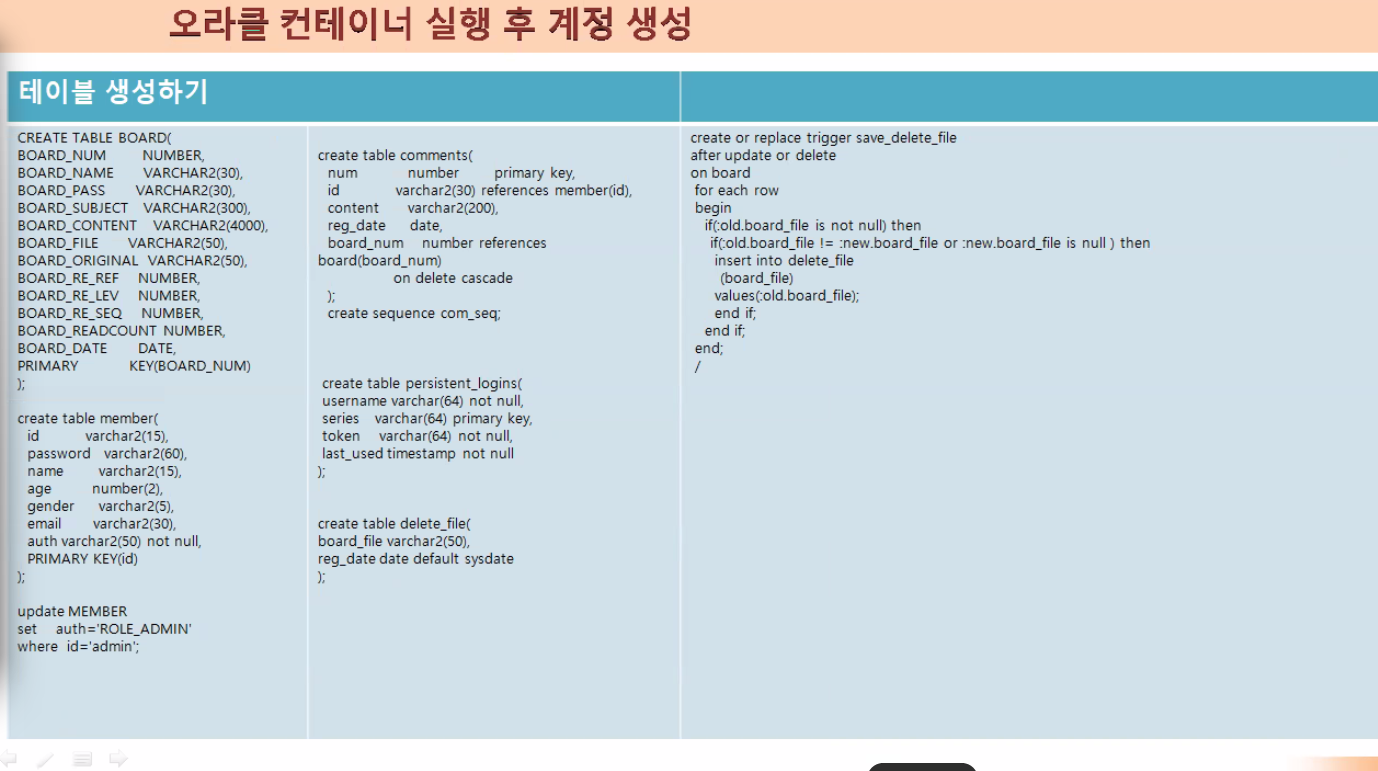 오라클 컨테이너 실행 후 계정 생성
테이블 생성하기
CREATE TABLE BOARD(
BOARD_NUM NUMBER,
BOARD_NAME VARCHAR2(30),
BOARD_PASS VARCHAR2(30),
BOARD_SUBJECT VARCHAR2(300),
BOARD_CONTENT VARCHAR2(4000),
BOARD_FILE VARCHAR2(50),
BOARD_ORIGINAL VARCHAR2(50),
BOARD_RE_REF NUMBER,
BOARD_RE_LEV NUMBER,
BOARD_RE_SEQ NUMBER,
BOARD_READCOUNT NUMBER,
BOARD_DATE DATE,
PRIMARY KEY(BOARD_NUM)
);
create table member(
id varchar2(15),
password varchar2(60),
name varchar2(15),
age number(2),
gender varchar2(5),
email varchar2(30),
auth varchar2(50) not null,
PRIMARY KEY(id)
);
update MEMBER
set auth='ROLE_ADMIN'
where id='admin';
create table comments(
num number primary key,
id varchar2(30) references member(id),
content varchar2(200),
reg_date date,
board_num number references
board(board_num)
on delete cascade
);
create sequence com_seq;
create table persistent_logins(
username varchar(64) not null,
series varchar(64) primary key,
token varchar(64) not null,
last_used timestamp not null
);
create table delete_file(
board_file varchar2(50),
reg_date date default sysdate
);
create or replace trigger save_delete_file
after update or delete
on board
for each row
begin
if(:old.board_file is not null) then
if(:old.board_file != :new.board_file or :new.board_file is null ) then
insert into delete_file
(board_file)
values(:old.board_file);
end if;
end if;
end;
/